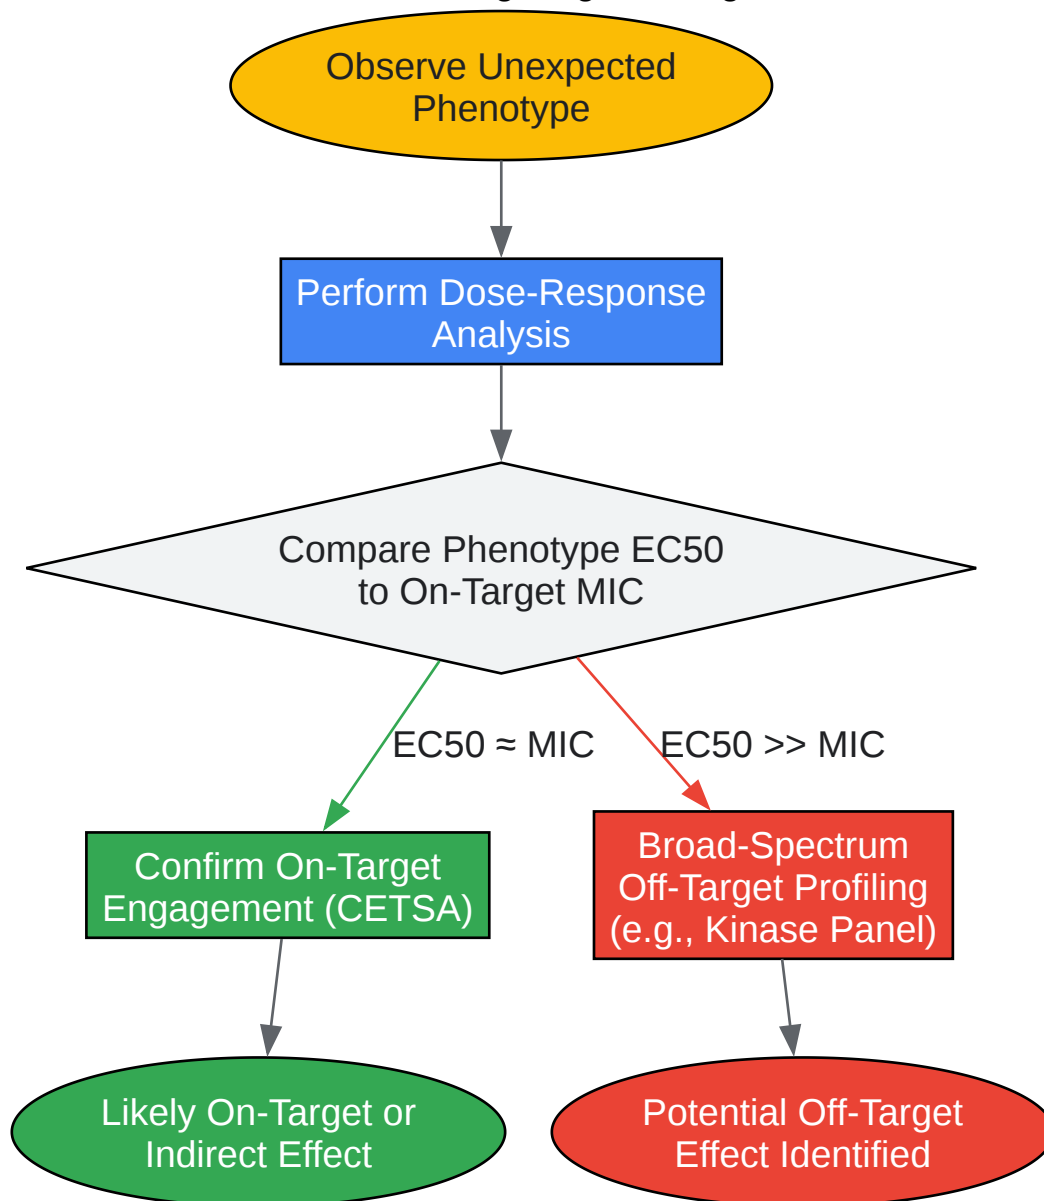 Observe Unexpected
Phenotype
Perform Dose-Response
Analysis
Compare Phenotype EC50
to On-Target MIC
EC50 ≈ MIC
EC50 >> MIC
Confirm On-Target
Engagement (CETSA)
Broad-Spectrum
Off-Target Profiling
(e.g., Kinase Panel)
Likely On-Target or
Indirect Effect
Potential Off-Target
Effect Identified